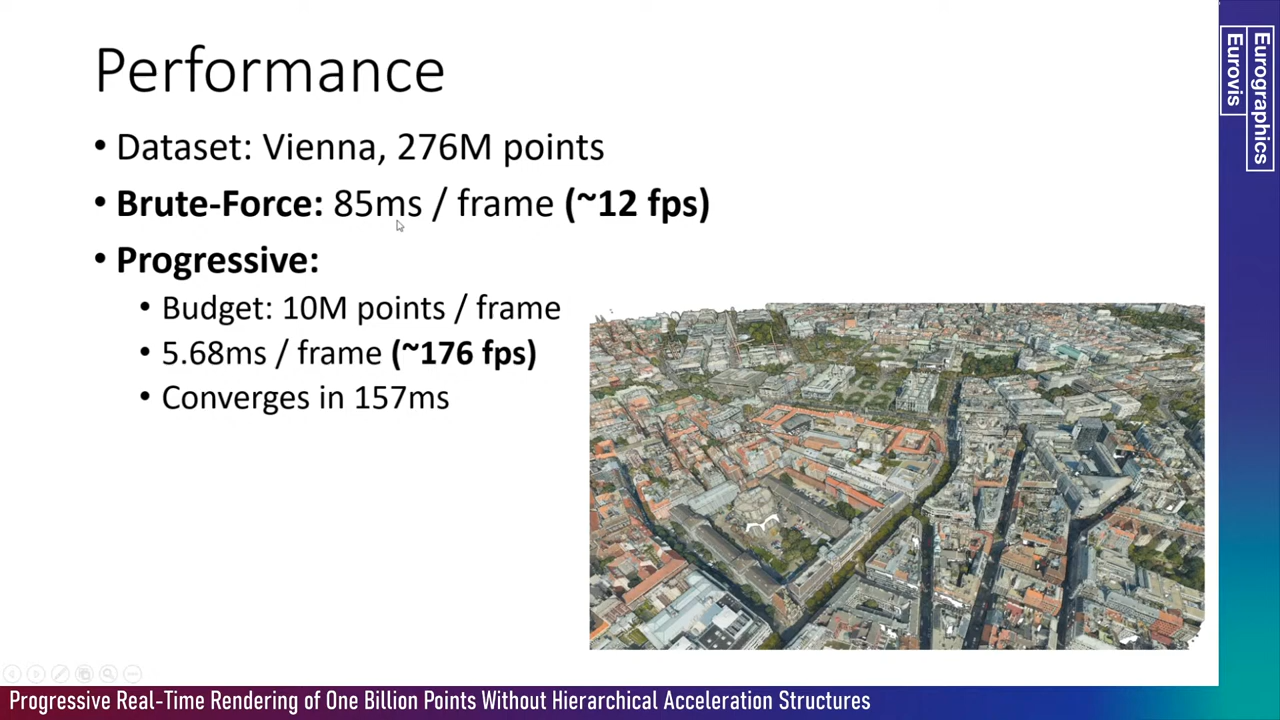 Performance
• Dataset: Vienna, 276M points
• Brute-Force: 85ms / frame (~12 fps)
• Progressive:
• Budget: 10M points / frame
• 5.68ms / frame (~176 fps)
• Converges in 157ms
Eurographics
Eurovis
Progressive Real-Time Rendering of One Billion Points Without Hierarchical Acceleration Structures